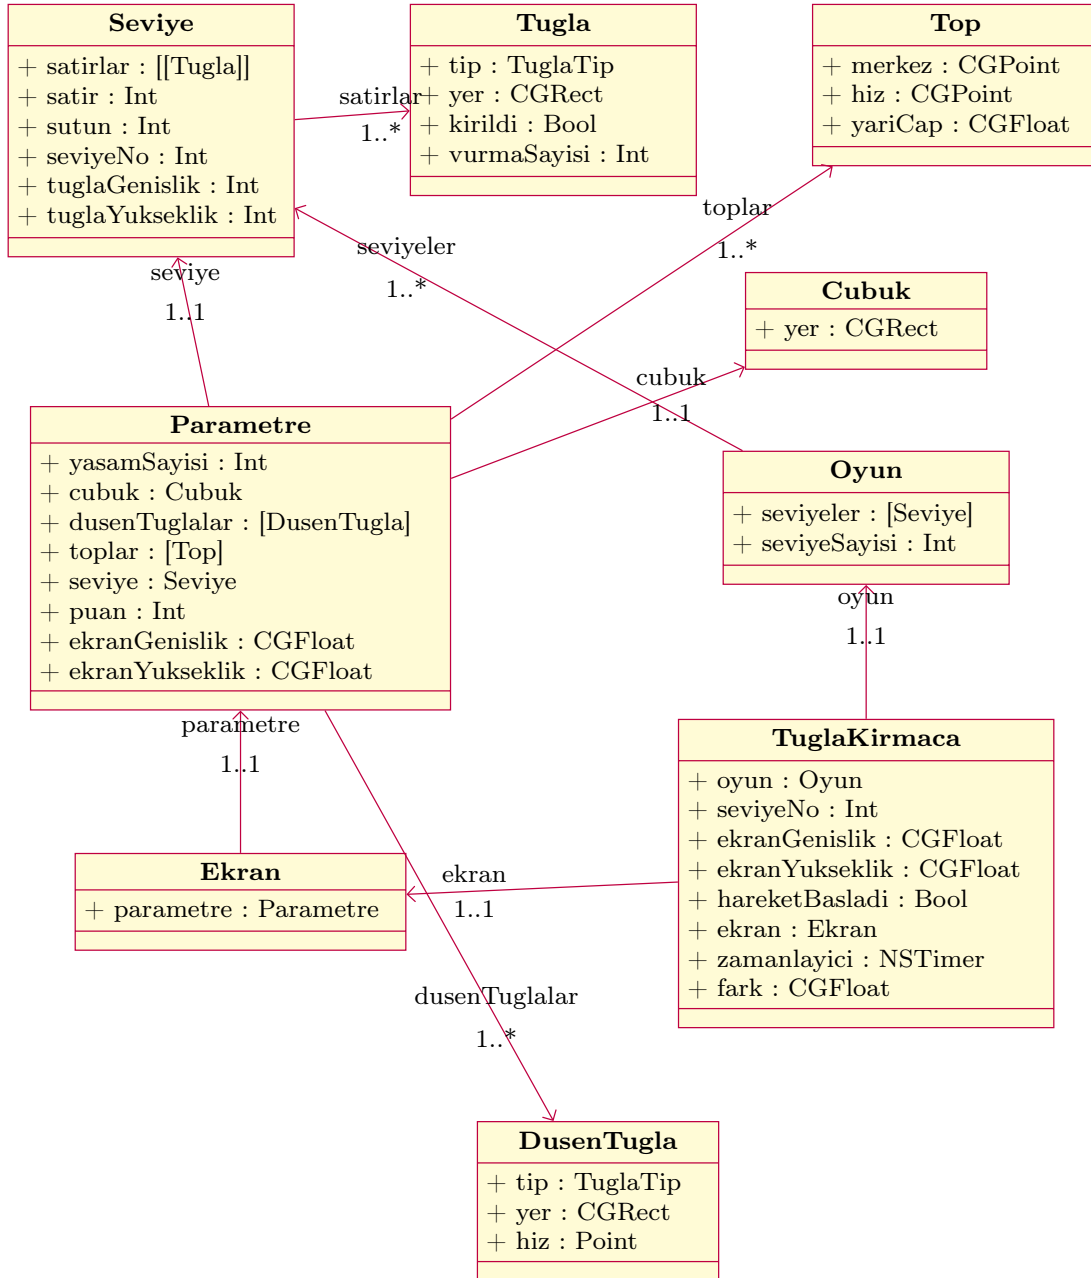 Seviye
+ satirlar : [[Tugla]]
+ satir : Int
+ sutun : Int
+ seviyeNo : Int
+ tuglaGenislik : Int
+ tuglaYukseklik : Int
Tugla
+ tip : TuglaTip
+ yer : CGRect
+ kirildi : Bool
+ vurmaSayisi : Int
Top
+ merkez : CGPoint
+ hiz : CGPoint
+ yariCap : CGFloat
satirlar
1..*
toplar
1..*
seviyeler
1..*
seviye
1..1
Cubuk
+ yer : CGRect
cubuk
1..1
Parametre
+ yasamSayisi : Int
+ cubuk : Cubuk
+ dusenTuglalar : [DusenTugla]
+ toplar : [Top]
+ seviye : Seviye
+ puan : Int
+ ekranGenislik : CGFloat
+ ekranYukseklik : CGFloat
Oyun
+ seviyeler : [Seviye]
+ seviyeSayisi : Int
oyun
1..1
parametre
1..1
TuglaKirmaca
+ oyun : Oyun
+ seviyeNo : Int
+ ekranGenislik : CGFloat
+ ekranYukseklik : CGFloat
+ hareketBasladi : Bool
+ ekran : Ekran
+ zamanlayici : NSTimer
+ fark : CGFloat
Ekran
+ parametre : Parametre
ekran
1..1
dusenTuglalar
1..*
DusenTugla
+ tip : TuglaTip
+ yer : CGRect
+ hiz : Point